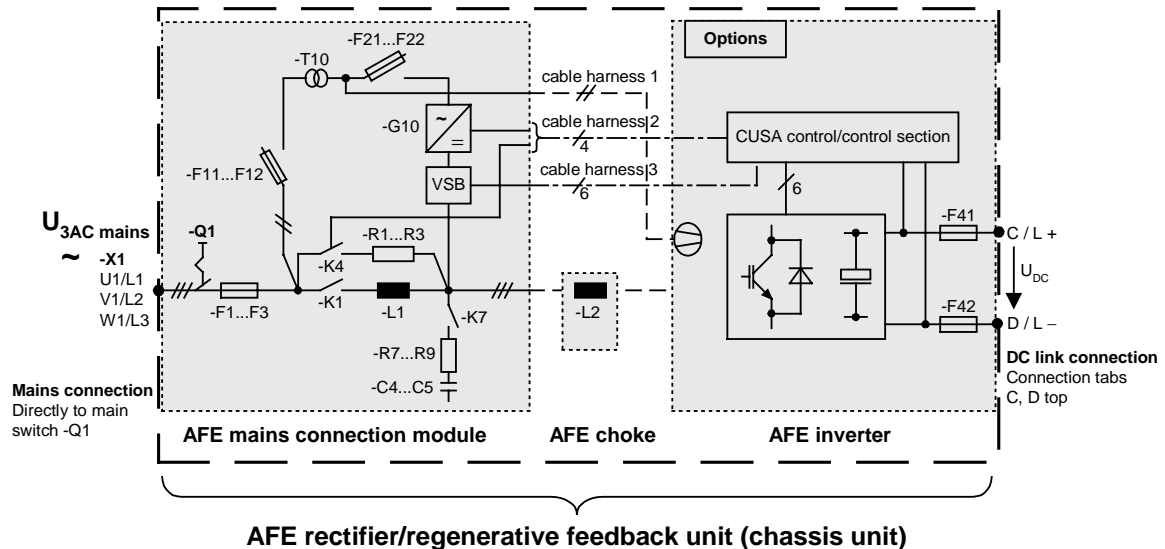 -F21...F22
-T10
Options
cable harness 1
cable harness 2
4
cable harness 3
6
-G10
~
=
CUSA control/control section
VSB
6
-F11...F12
U3AC mains
~
-Q1
-X1
U1/L1
V1/L2
W1/L3
-R1...R3
-K4
-K1
-F1...F3
-L1
-K7
-L2
-R7...R9
-C4...C5
-F41
C / L +
UDC
-F42
D / L –
Mains connection
Directly to main
switch -Q1
DC link connection
Connection tabs
C, D top
AFE mains connection module
AFE choke
AFE inverter
AFE rectifier/regenerative feedback unit (chassis unit)